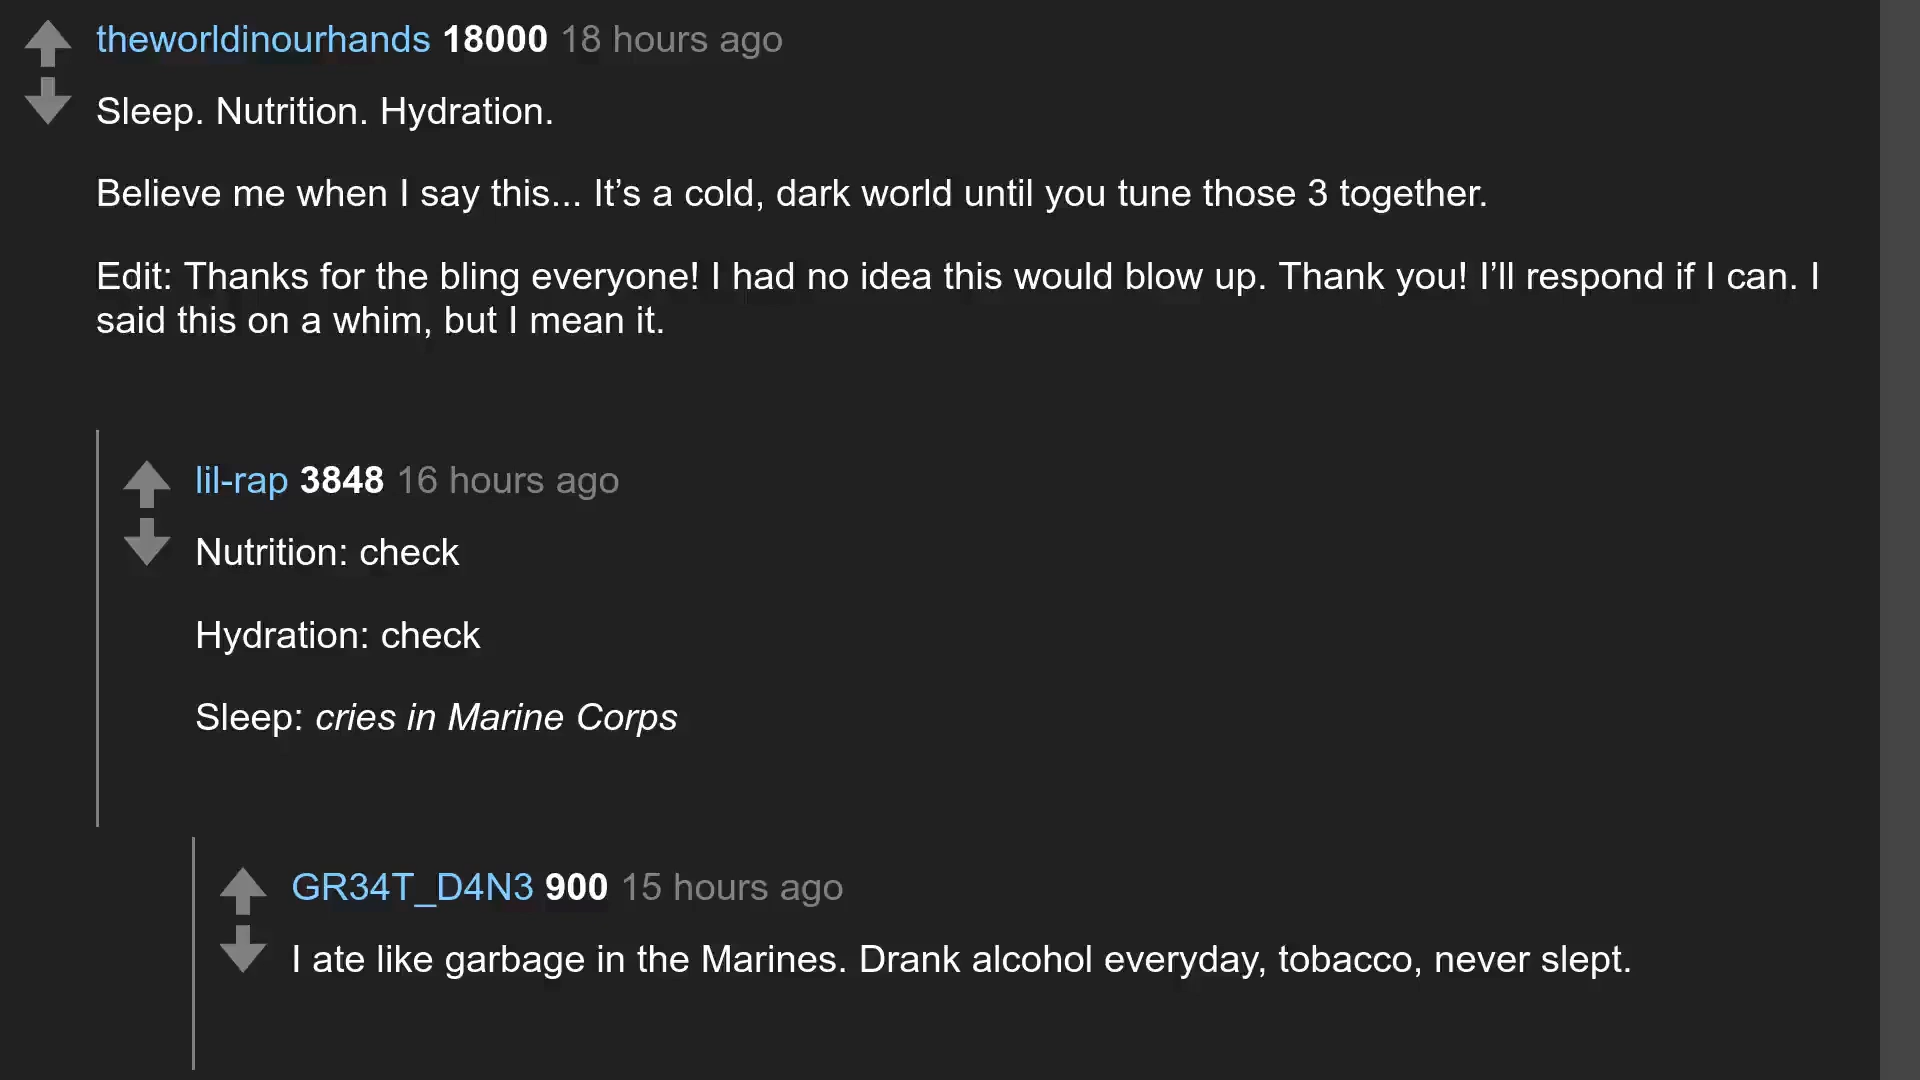 theworldinourhands 18000 18 hours ago
Sleep. Nutrition. Hydration.
Believe me when I say this... It’s a cold, dark world until you tune those 3 together.
Edit: Thanks for the bling everyone! I had no idea this would blow up. Thank you! I’ll respond if I can. I
said this on a whim, but I mean it.
lil-rap 3848 16 hours ago
Nutrition: check
Hydration: check
Sleep: cries in Marine Corps
GR34T_D4N3 900 15 hours ago
I ate like garbage in the Marines. Drank alcohol everyday, tobacco, never slept.